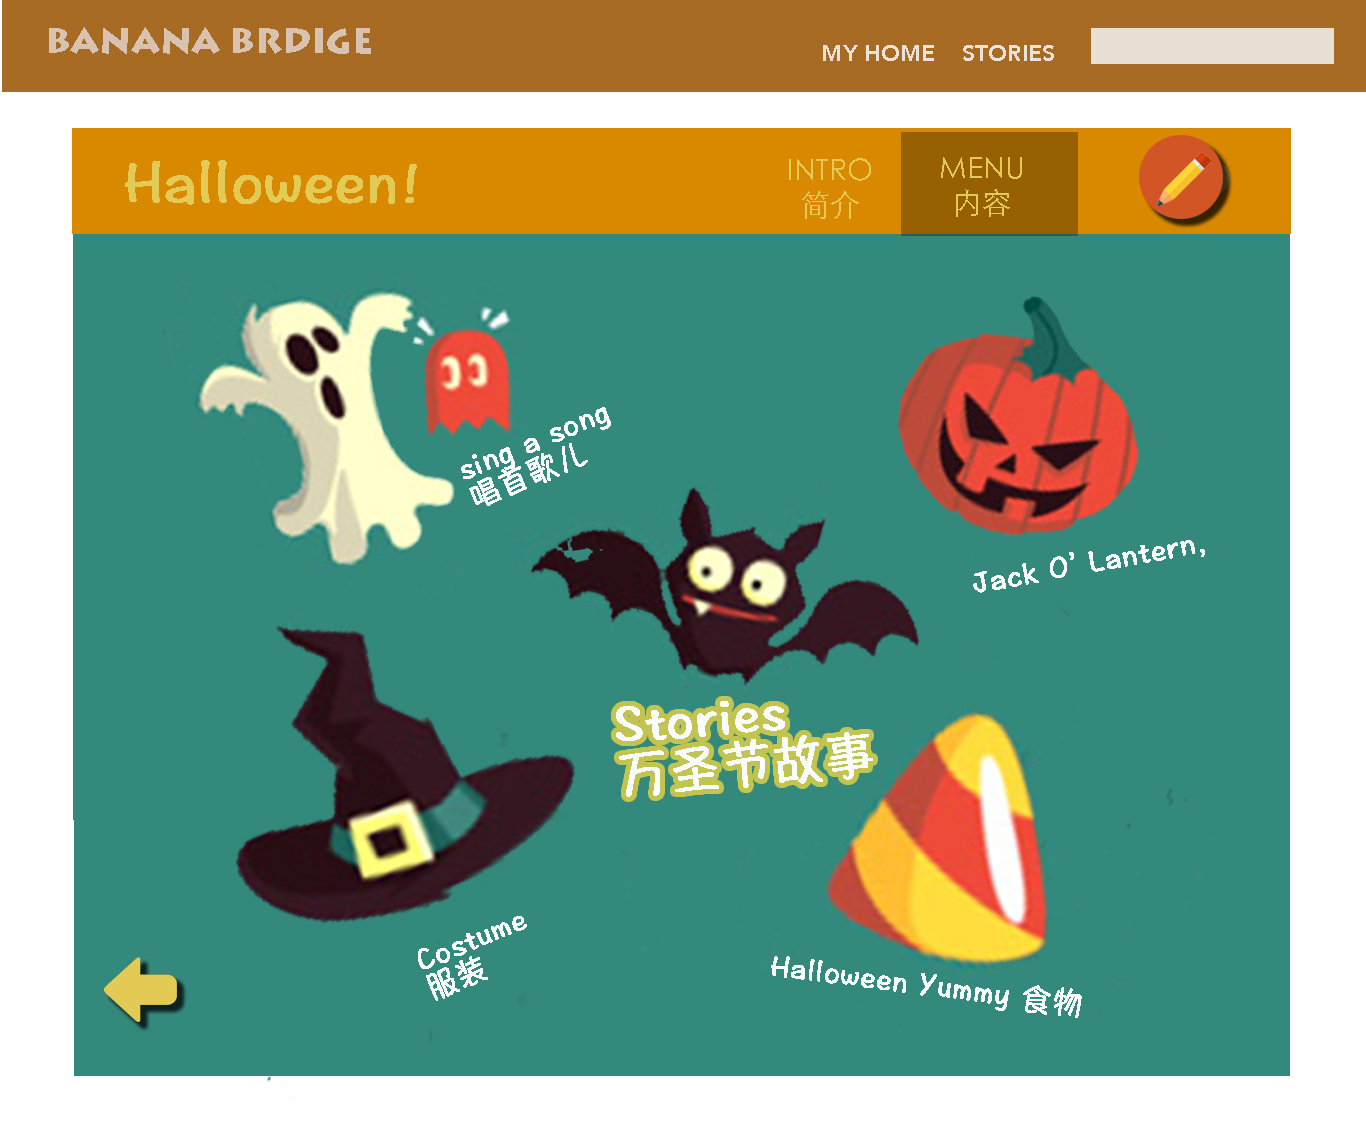 BANANA BRDIGE
MY HOME STORIES
Halloween!
INTRO
简介
MENU
内容
sing a song
唱音歌儿
Jack O' Lantern,
Stories
万圣节故事
Costume
服装
Halloween Yummy 食物